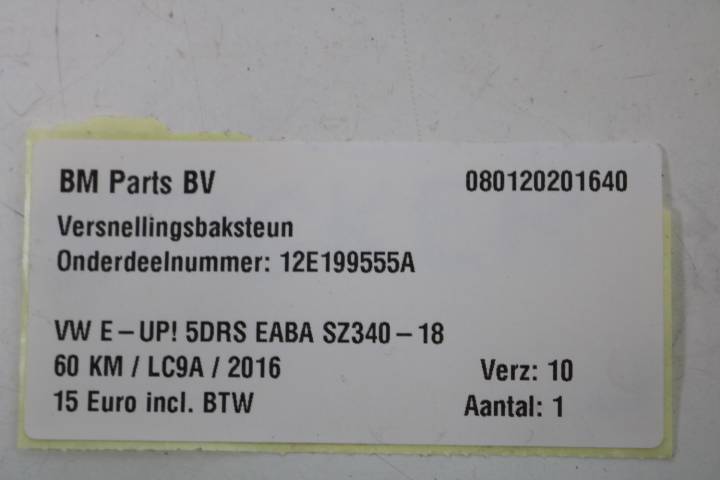 BM Parts BV 080120201640
Versnellingsbaksteun
Onderdeelnummer: 12E199555A
VW E-UP! 5DRS EABA SZ340-18
60 KM / LC9A / 2016 Verz: 10
15 Euro incl. BTW Aantal: 1